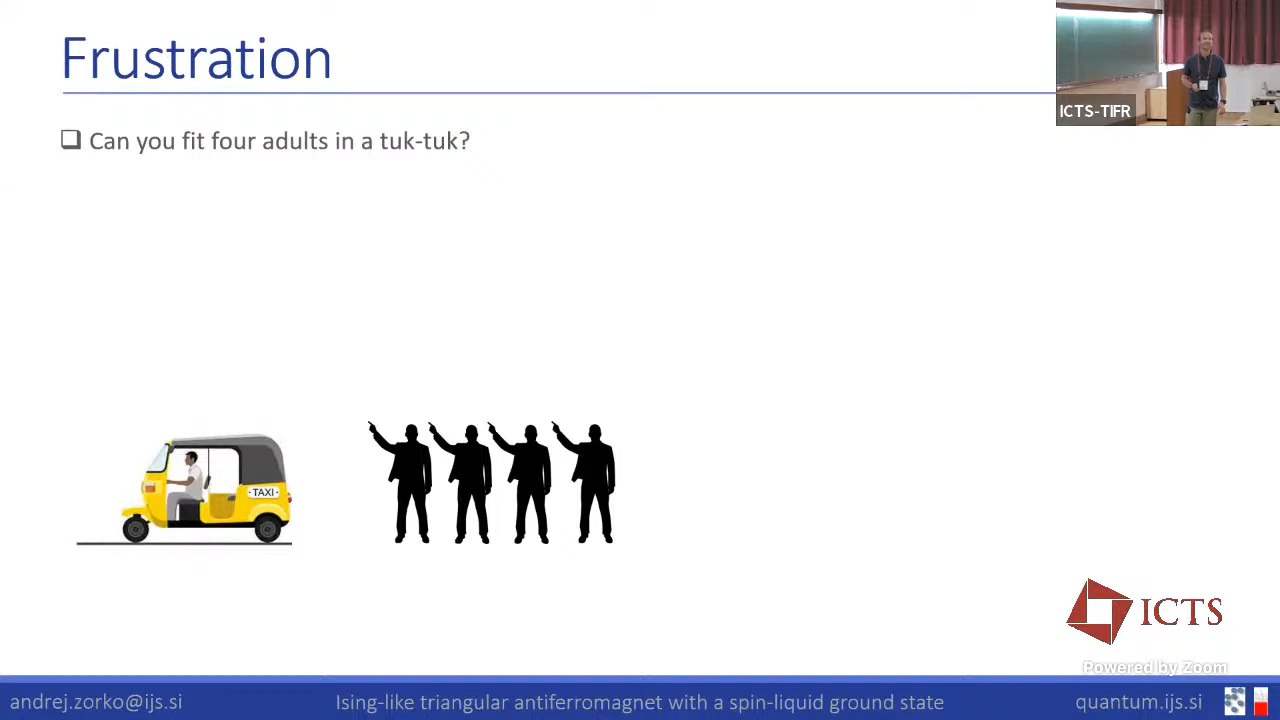 Frustration
ICTS-TIFR
❑ Can you fit four adults in a tuk-tuk?
· TAXI ·
ICTS
Powered by Zoom
andrej.zorko@ijs.si
Ising-like triangular antiferromagnet with a spin-liquid ground state
quantum.ijs.si